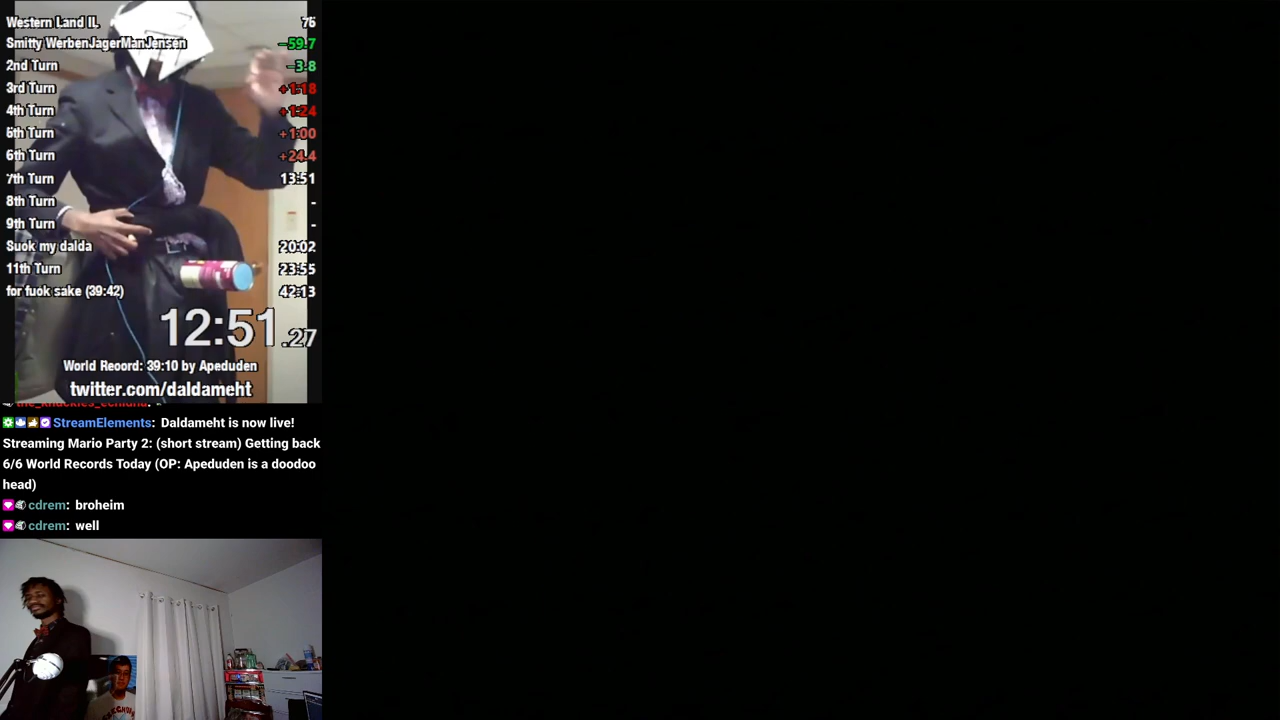 Western Land IL 76
Smitty WerbenJagerManJensen -59.7
2nd Turn -3.8
3rd Turn +1:18
4th Turn +1:24
5th Turn +1:00
6th Turn +24.4
7th Turn 13:51
8th Turn -
9th Turn -
Suok my dalda 20:02
11th Turn 23:55
for fuok sake (39:42) 42:13
12:51.27
World Reoord: 39:10 by Apeduden
twitter.com/daldameht
StreamElements: Daldameht is now live!
Streaming Mario Party 2: (short stream) Getting back
6/6 World Records Today (OP: Apeduden is a doodoo
head)
cdrem: broheim
cdrem: well